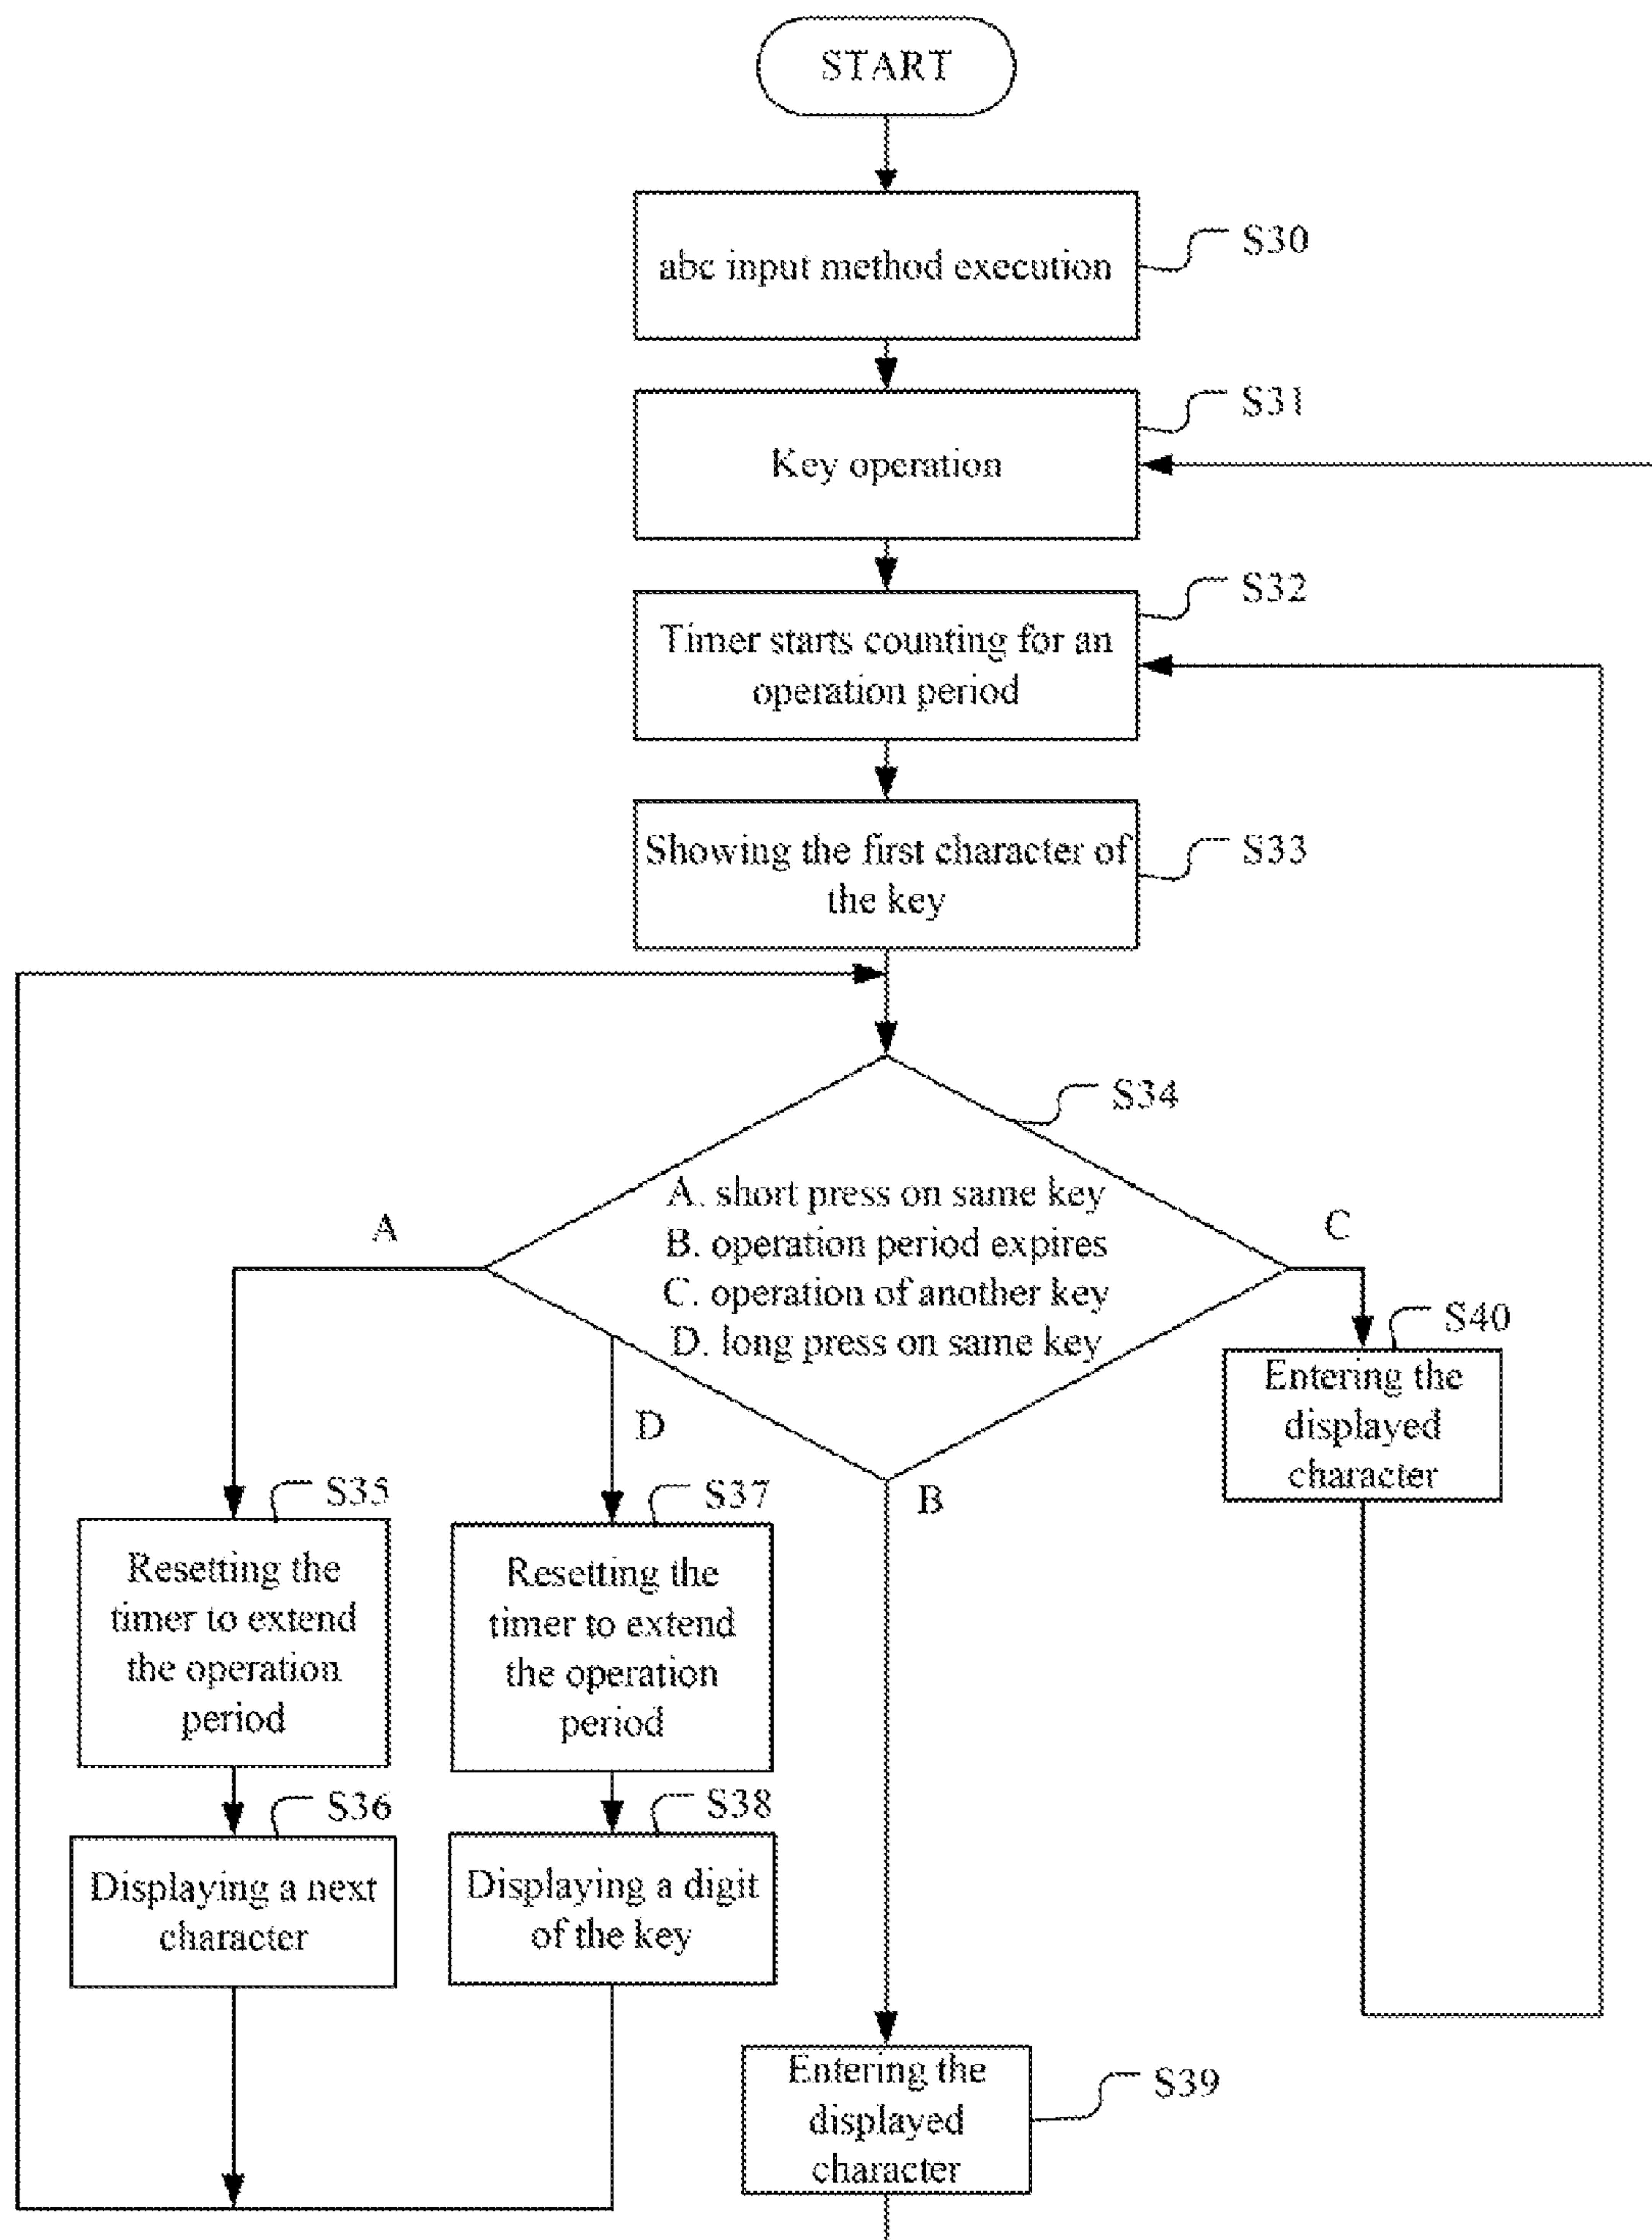 START
abc input method execution
S30
Key operation
S31
Timer starts counting for an
operation period
S32
Showing the first character of
the key
S33
S34
A. short press on same key
B. operation period expires
C. operation of another key
D. long press on same key
A
C
D
B
S40
Entering the
displayed
character
S35
Resetting the
timer to extend
the operation
period
S37
Resetting the
timer to extend
the operation
period
S36
Displaying a next
character
S38
Displaying a digit
of the key
S39
Entering the
displayed
character